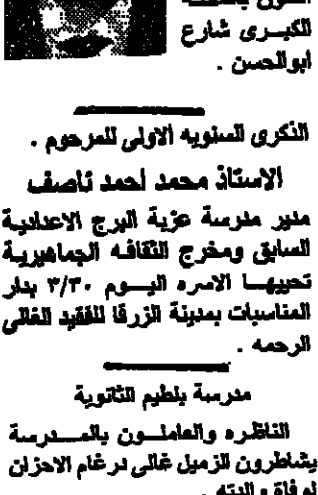 الكبرى شارع
ابوالحسن .
الذكرى السنويه الاولى للمرحوم .
الاستاذ محمد احمد ناصف
مدير مدرسة عزبة البرج الاعدادية
السابق ومخرج الثقافه الجماهيرية
تحييها الاسره اليوم ٣/٣٠ بدار
المناسبات بمدينة الزرقا للفقيد الغالى
الرحمه .
مدرسة بلطيم الثانوية
الناظره والعاملون بالمدرسة
يشاطرون الزميل غالى درغام الاحزان
لوفاة والدته .